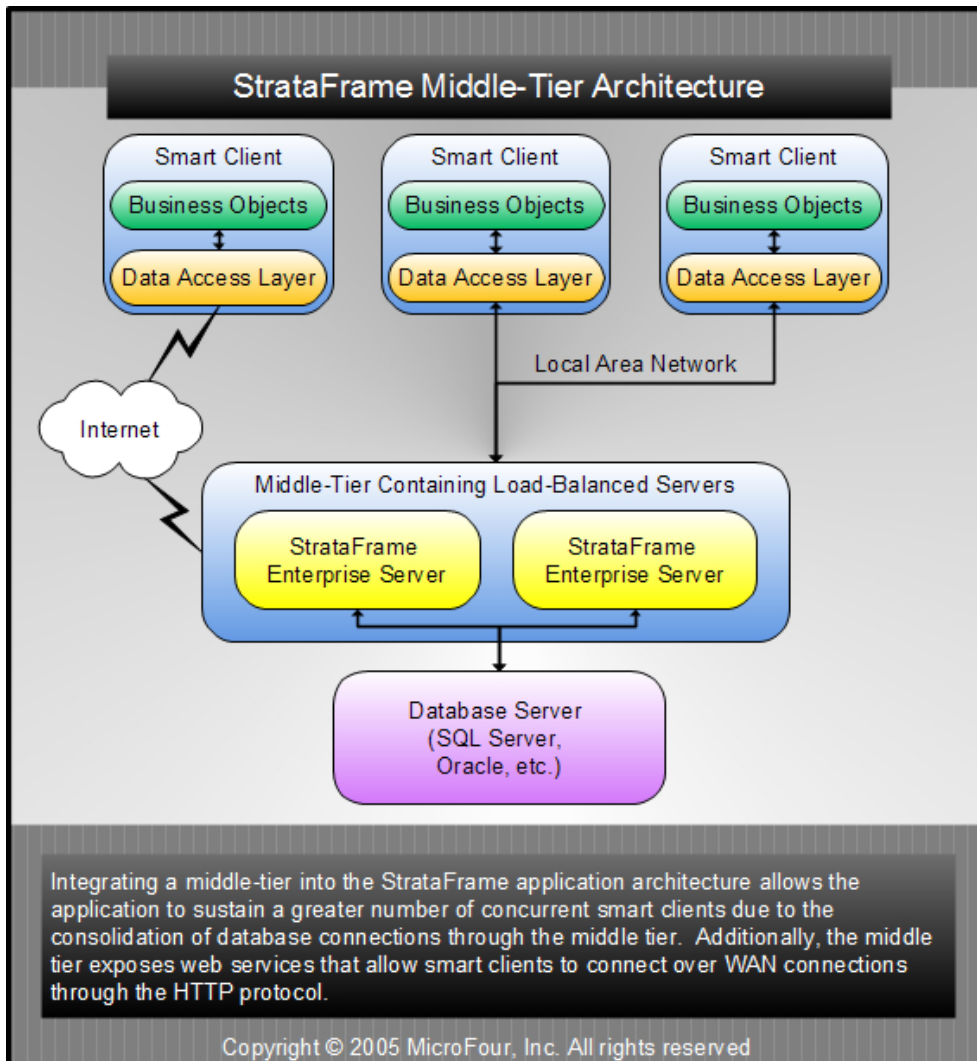 StrataFrame Middle-Tier Architecture
Smart Client
Business Objects
Data Access Layer
Smart Client
Business Objects
Data Access Layer
Smart Client
Business Objects
Data Access Layer
Local Area Network
Internet
Middle-Tier Containing Load-Balanced Servers
StrataFrame
Enterprise Server
StrataFrame
Enterprise Server
Database Server
(SQL Server,
Oracle, etc.)
Integrating a middle-tier into the StrataFrame application architecture allows the
application to sustain a greater number of concurrent smart clients due to the
consolidation of database connections through the middle tier.  Additionally, the middle
tier exposes web services that allow smart clients to connect over WAN connections
through the HTTP protocol.
Copyright © 2005 MicroFour, Inc. All rights reserved